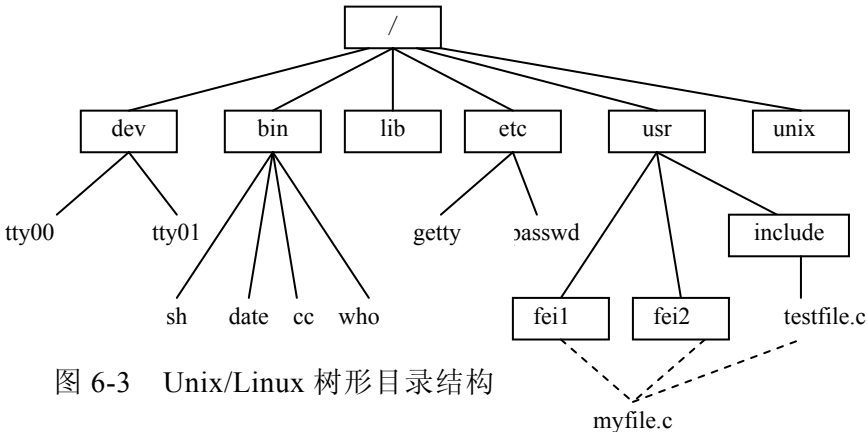 /
dev bin lib etc usr unix
tty00 tty01 getty passwd include
sh date cc who fei1 fei2 testfile.c
图 6-3 Unix/Linux 树形目录结构
myfile.c